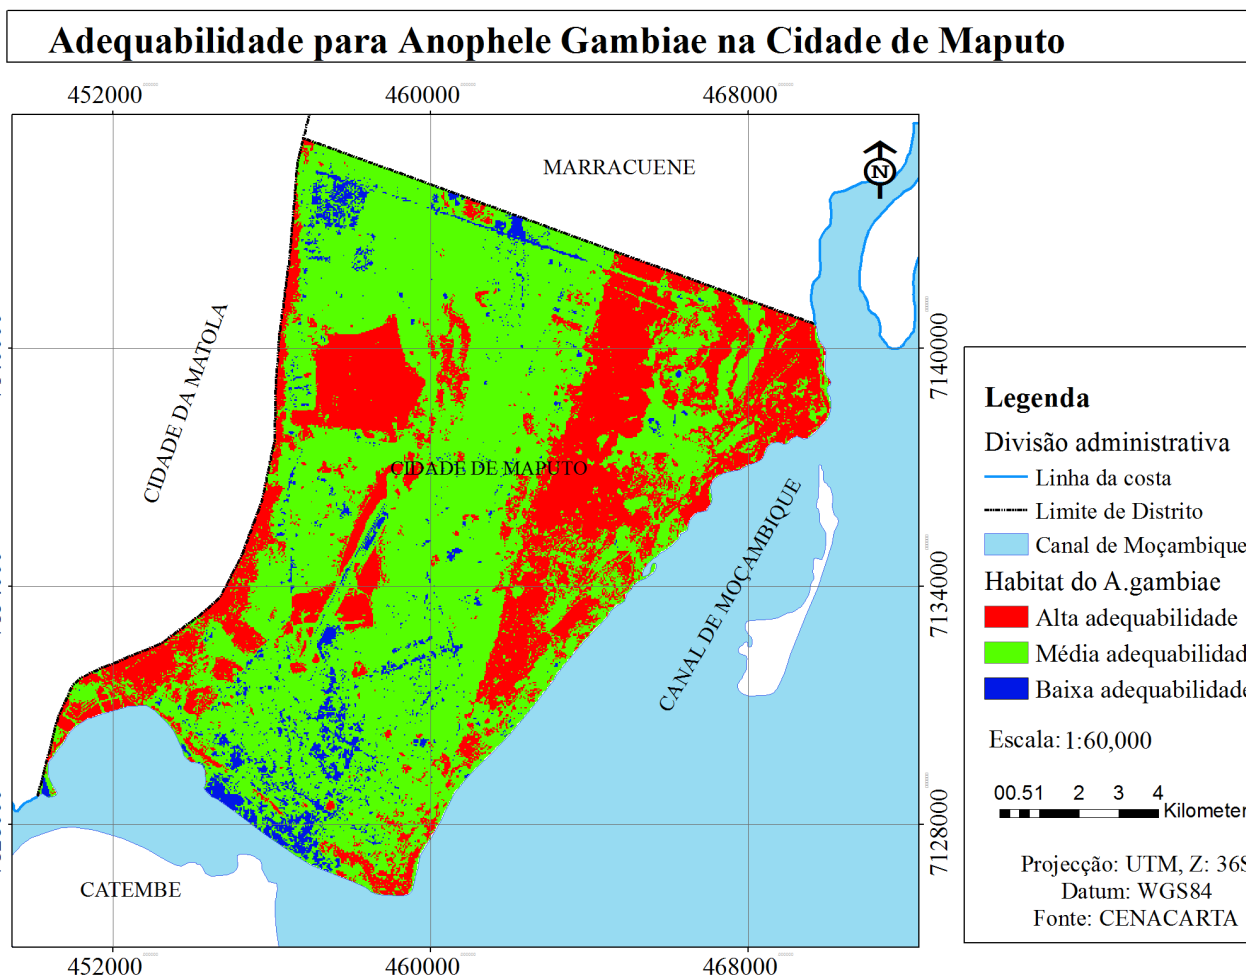 Adequabilidade para Anophele Gambiae na Cidade de Maputo
452000
460000
468000
MARRACUENE
N
CIDADE DA MATOLA
7140000
CIDADE DE MAPUTO
CANAL DE MOÇAMBIQUE
7134000
7128000
CATEMBE
452000
460000
468000
Legenda
Divisão administrativa
Linha da costa
Limite de Distrito
Canal de Moçambique
Habitat do A.gambiae
Alta adequabilidade
Média adequabilidad
Baixa adequabilidade
Escala: 1:60,000
00.51 2 3 4
Kilometer
Projecção: UTM, Z: 36S
Datum: WGS84
Fonte: CENACARTA